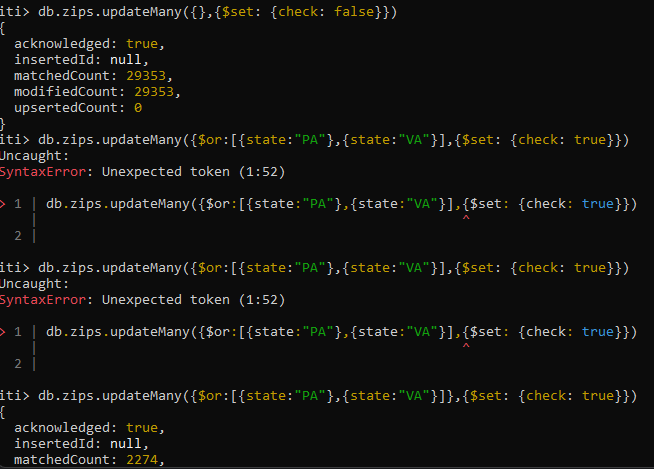 iti> db.zips.updateMany({},{$set: {check: false}})
{
  acknowledged: true,
  insertedId: null,
  matchedCount: 29353,
  modifiedCount: 29353,
  upsertedCount: 0
}
iti> db.zips.updateMany({$or:[{state:"PA"},{state:"VA"}],{$set: {check: true}})
Uncaught:
SyntaxError: Unexpected token (1:52)

> 1 | db.zips.updateMany({$or:[{state:"PA"},{state:"VA"}],{$set: {check: true}})
    |                                                     ^
  2 |

iti> db.zips.updateMany({$or:[{state:"PA"},{state:"VA"}],{$set: {check: true}})
Uncaught:
SyntaxError: Unexpected token (1:52)

> 1 | db.zips.updateMany({$or:[{state:"PA"},{state:"VA"}],{$set: {check: true}})
    |                                                     ^
  2 |

iti> db.zips.updateMany({$or:[{state:"PA"},{state:"VA"}]},{$set: {check: true}})
{
  acknowledged: true,
  insertedId: null,
  matchedCount: 2274,